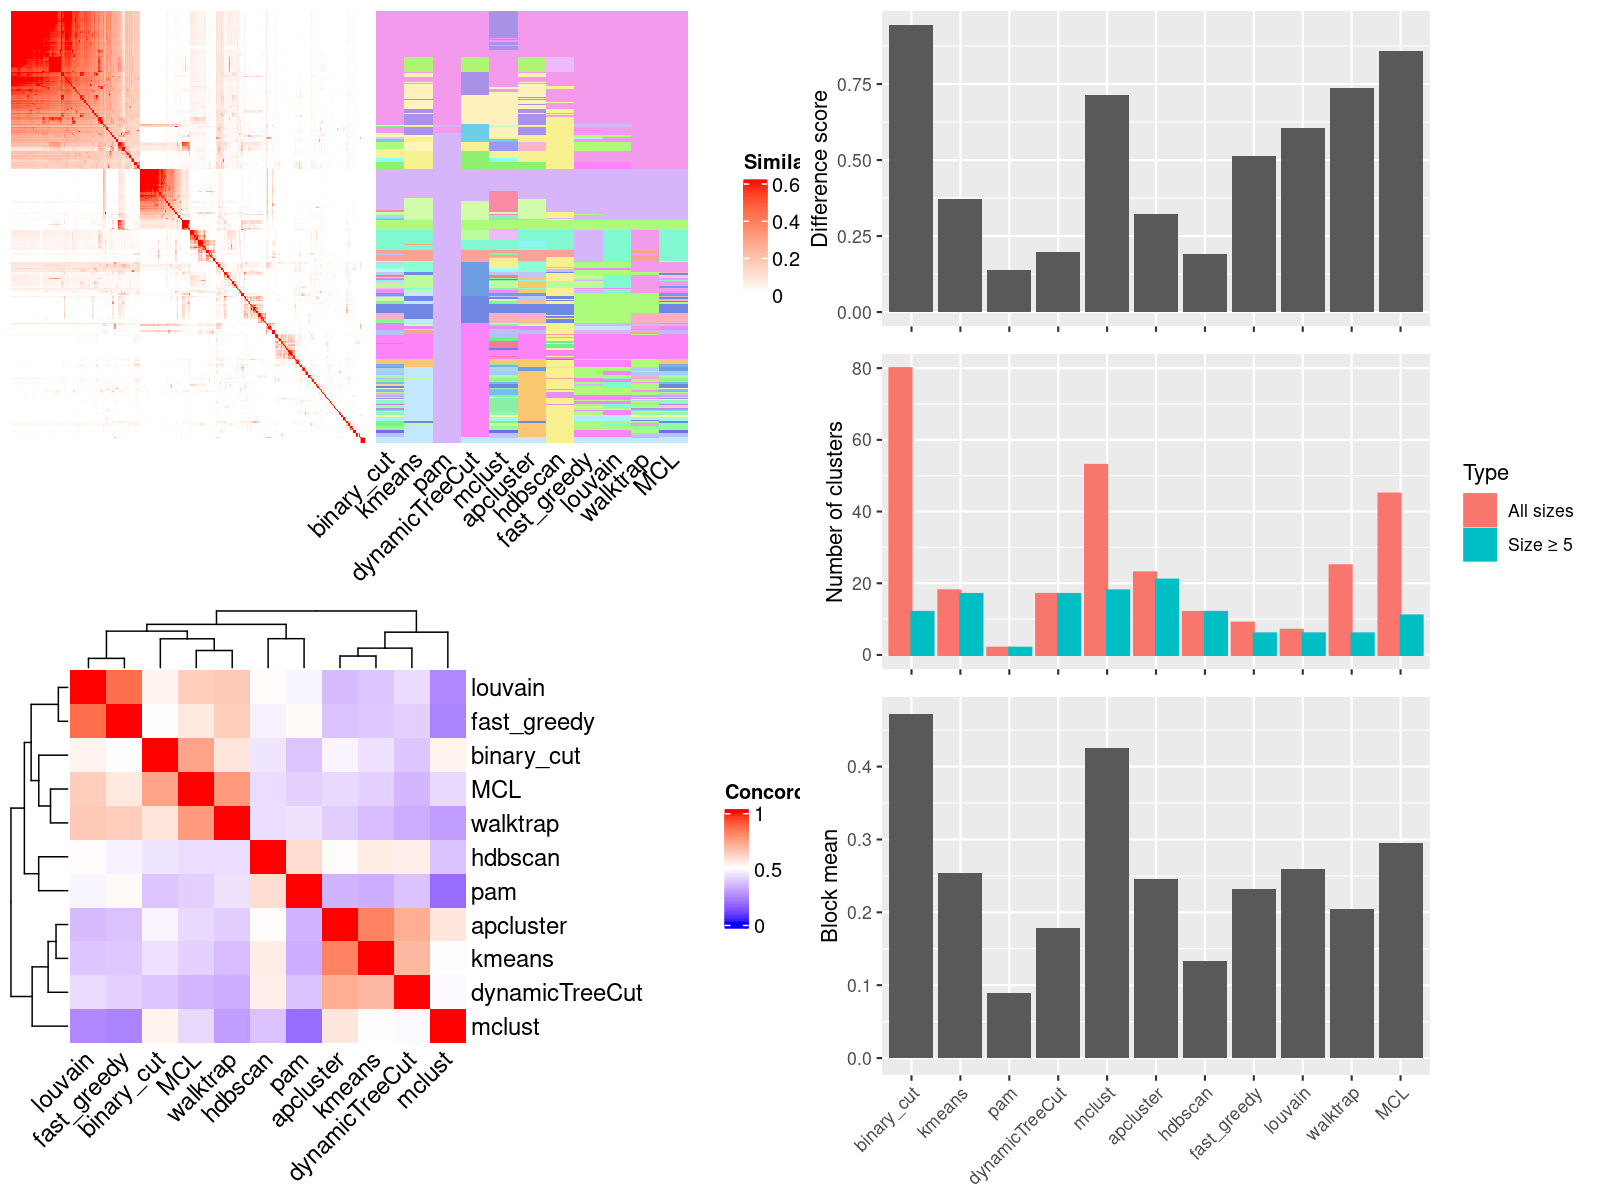 Simila
0.6
0.4
0.2
0
binary_cut
kmeans
pam
dynamicTreeCut
mclust
apcluster
hdbscan
fast_greedy
louvain
walktrap
MCL
louvain
fast_greedy
binary_cut
MCL
walktrap
hdbscan
pam
apcluster
kmeans
dynamicTreeCut
mclust
louvain
fast_greedy
binary_cut
MCL
walktrap
hdbscan
pam
apcluster
kmeans
dynamicTreeCut
mclust
Concord
1
0.5
0
Difference score
0.75
0.50
0.25
0.00
Number of clusters
80
60
40
20
0
Type
All sizes
Size ≥ 5
Block mean
0.4
0.3
0.2
0.1
0.0
binary_cut
kmeans
pam
dynamicTreeCut
mclust
apcluster
hdbscan
fast_greedy
louvain
walktrap
MCL